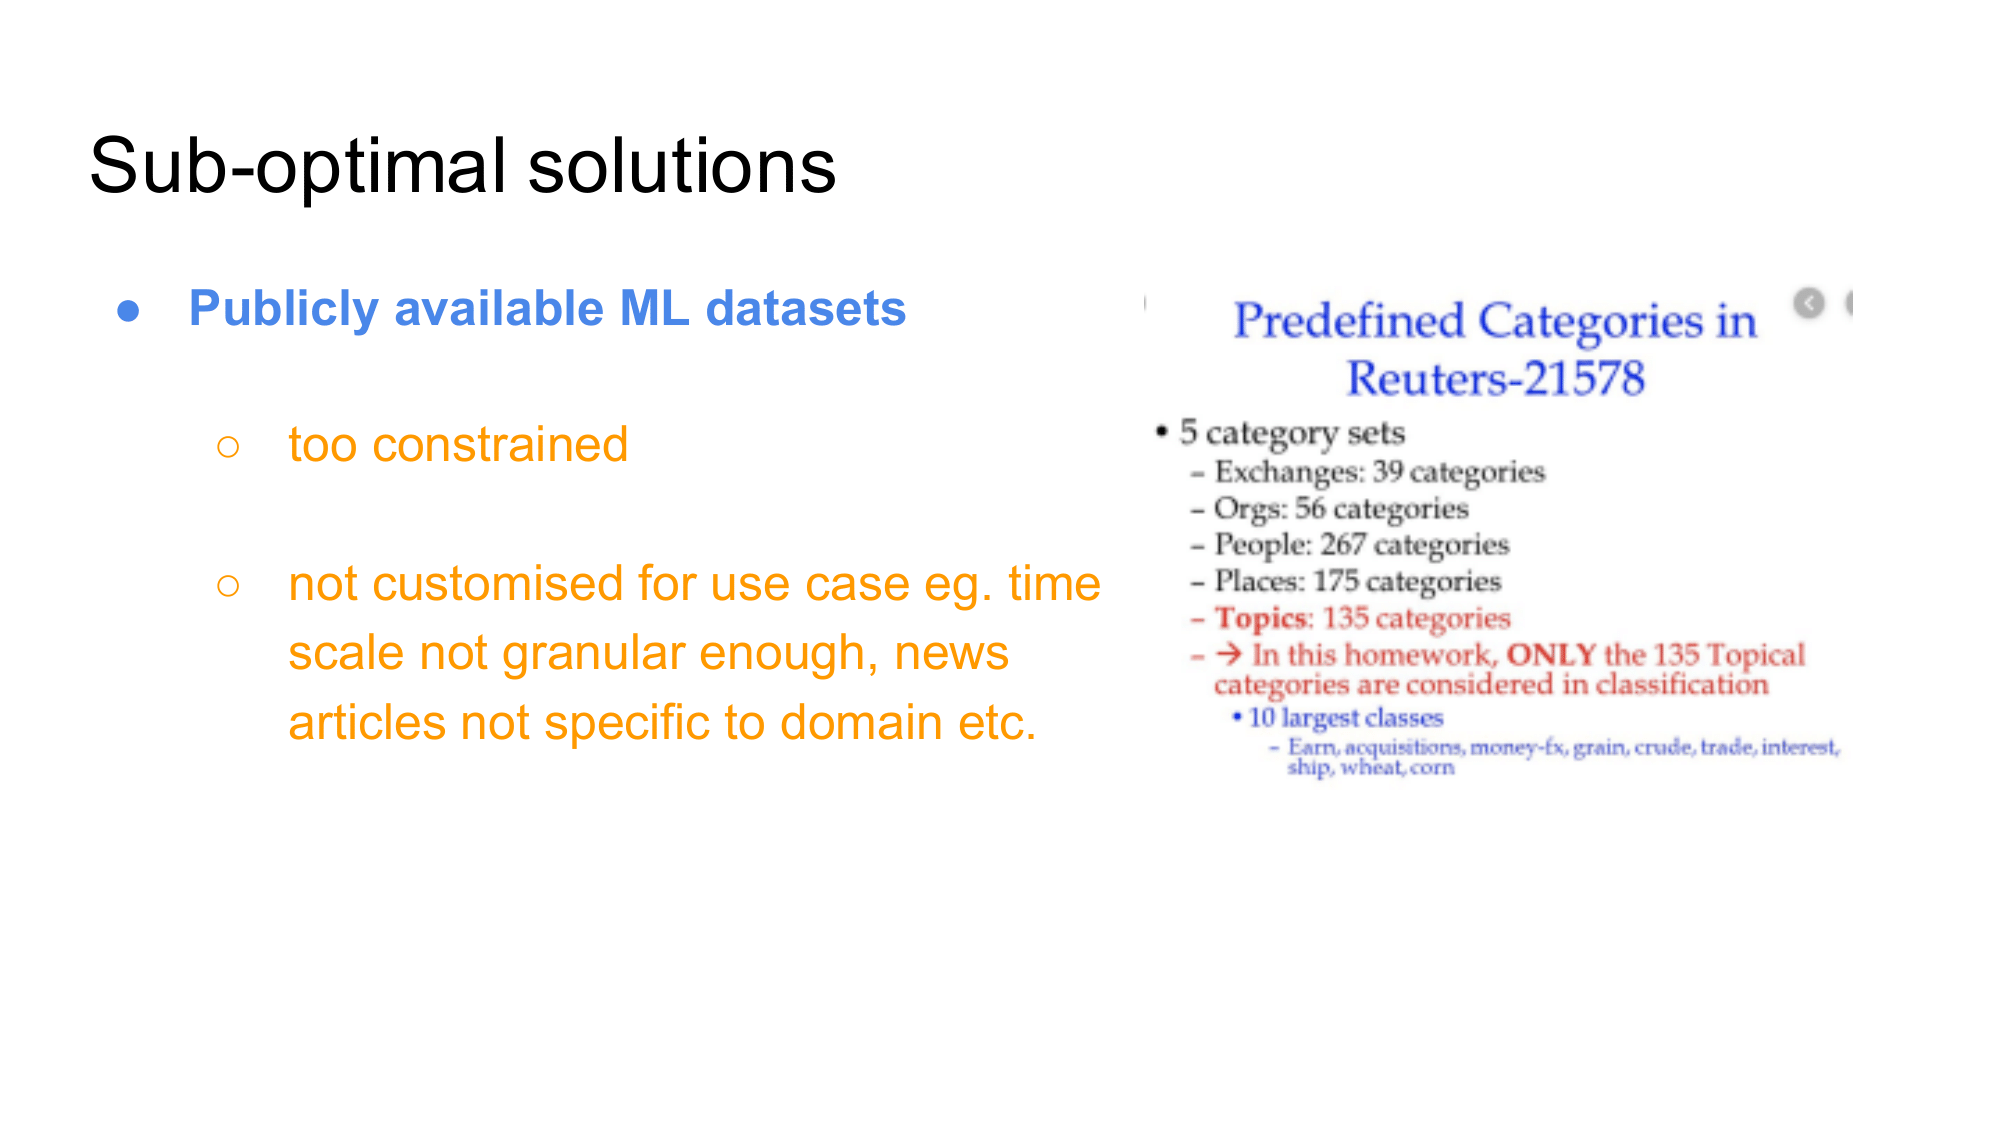 Sub-optimal solutions
● Publicly available ML datasets
○ too constrained
○ not customised for use case eg. time
scale not granular enough, news
articles not specific to domain etc.
Predefined Categories in
Reuters-21578
• 5 category sets
– Exchanges: 39 categories
– Orgs: 56 categories
– People: 267 categories
– Places: 175 categories
– Topics: 135 categories
– → In this homework, ONLY the 135 Topical
categories are considered in classification
• 10 largest classes
– Earn, acquisitions, money-fx, grain, crude, trade, interest,
ship, wheat, corn